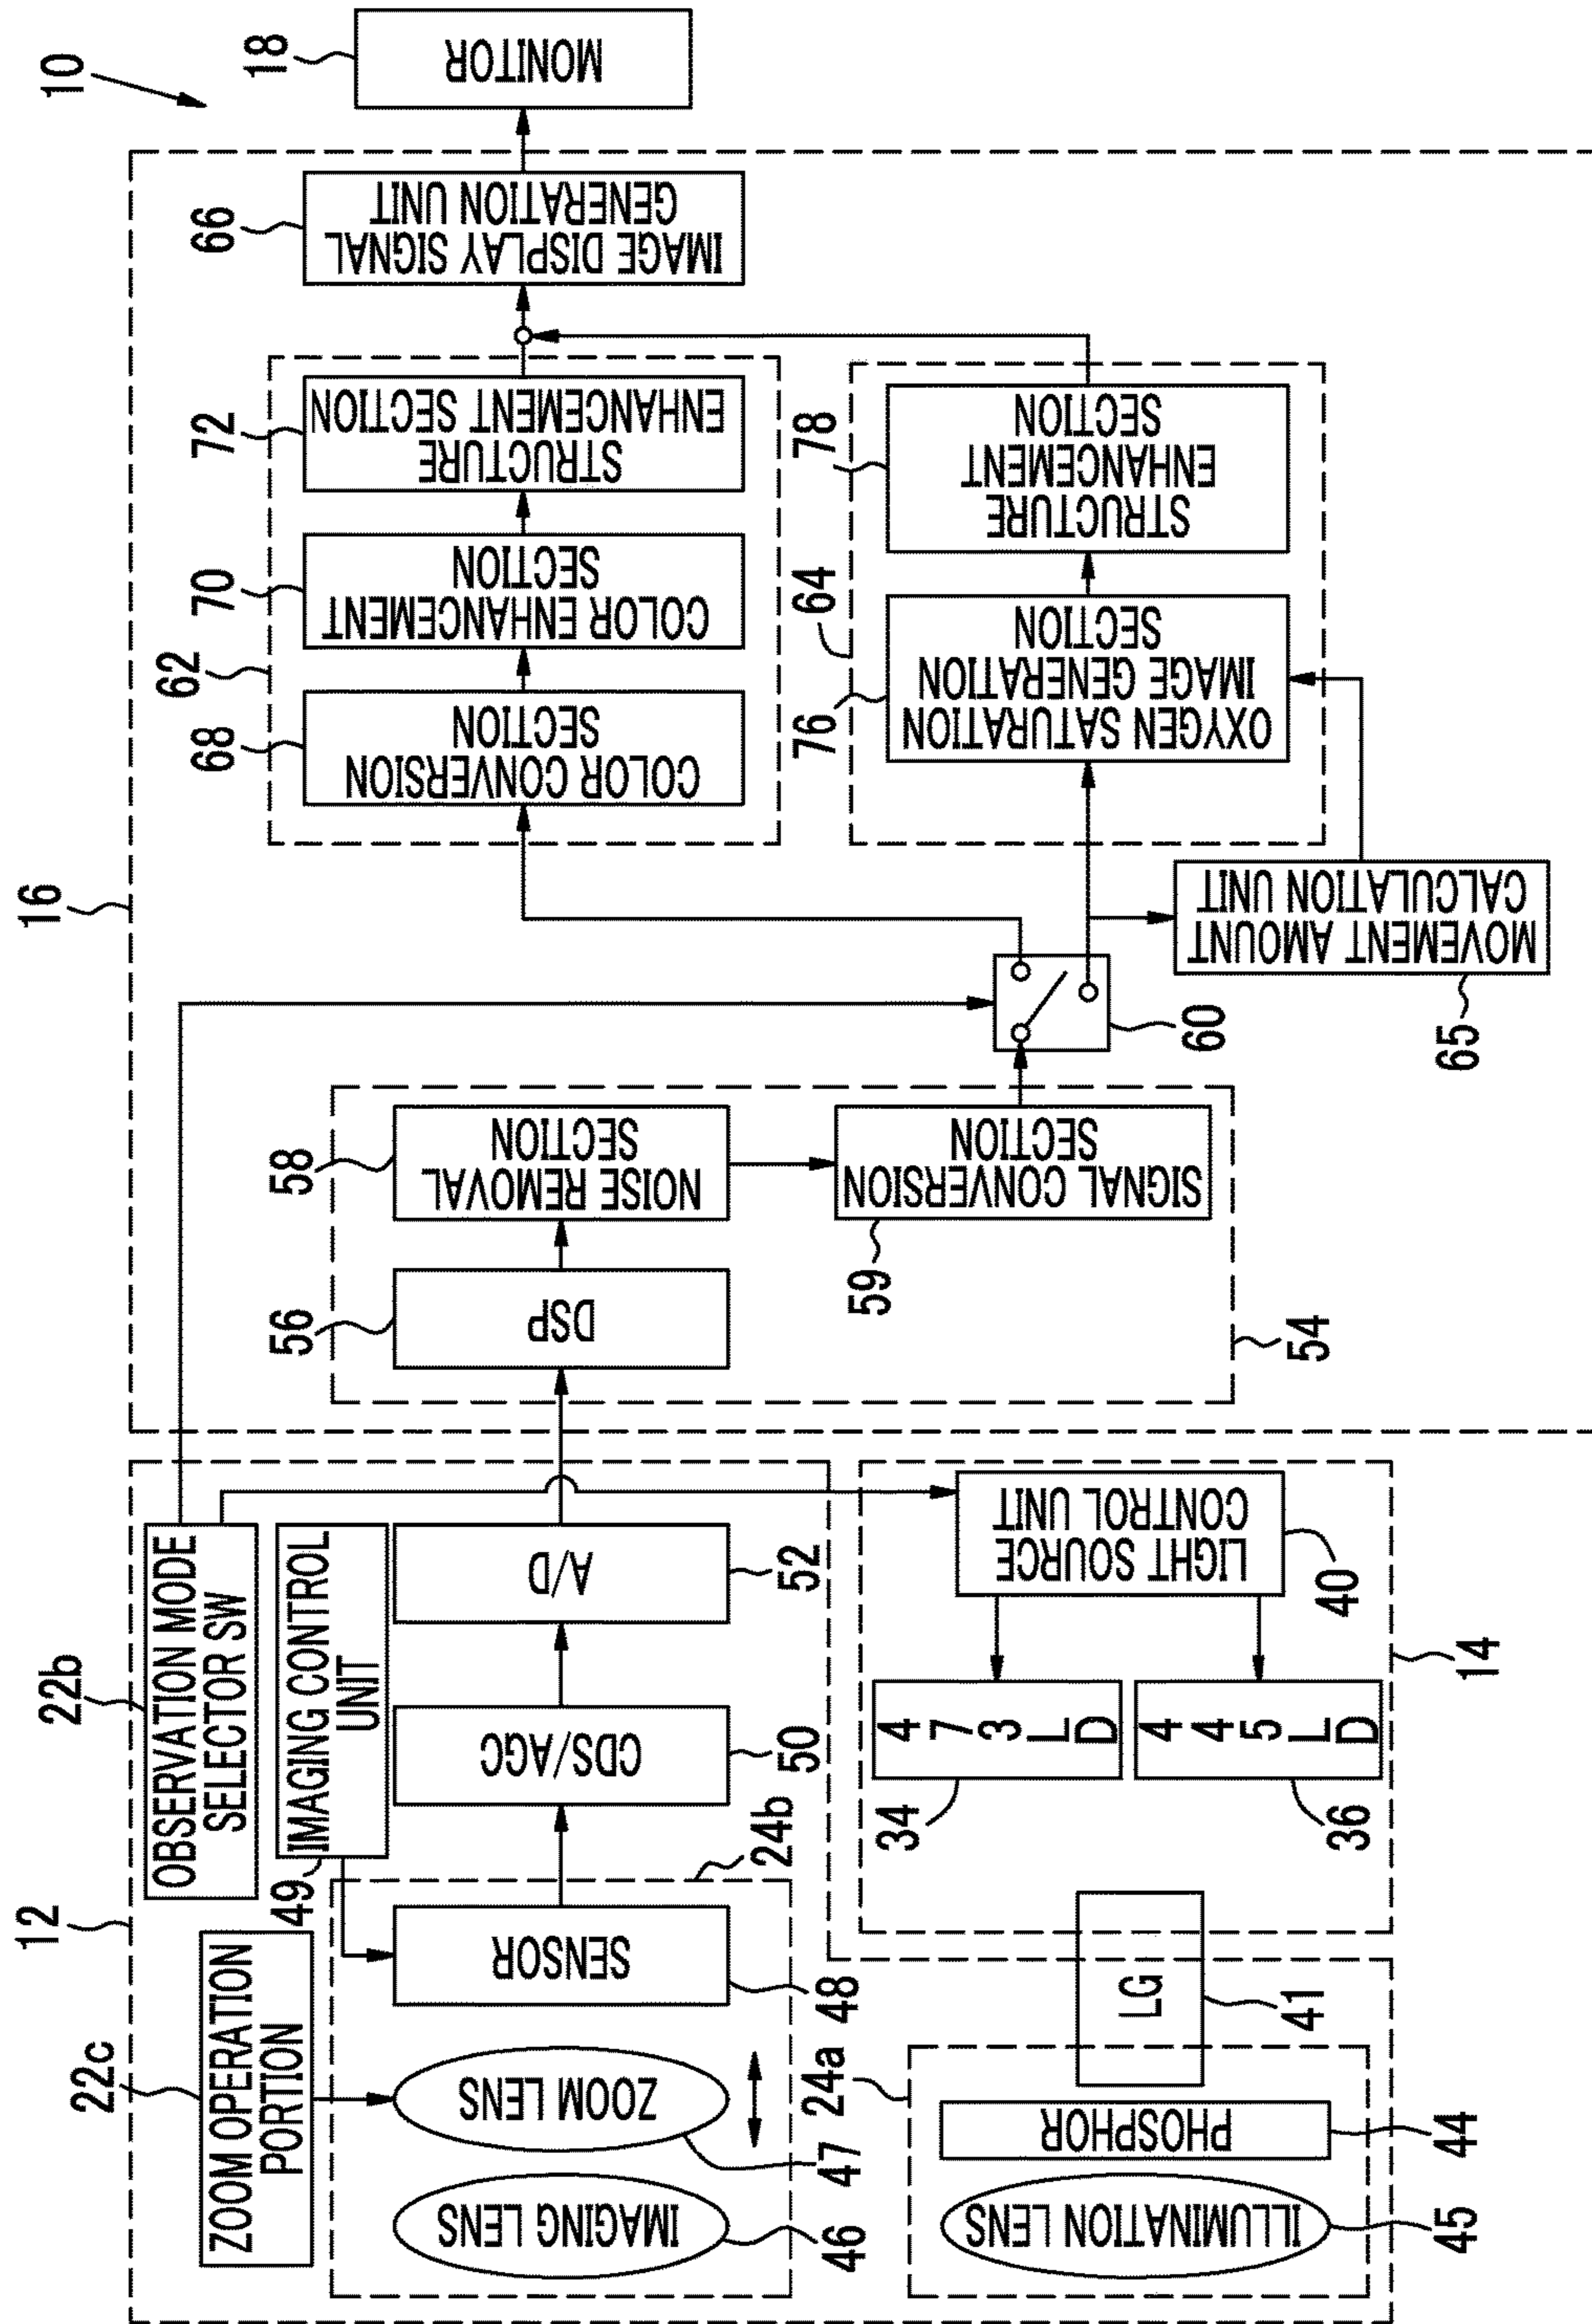 10
12
16
22c
ZOOM OPERATION
PORTION
22b
OBSERVATION MODE
SELECTOR SW
49
IMAGING CONTROL
UNIT
IMAGING LENS
46
ZOOM LENS
47
SENSOR
48
24b
CDS/AGC
50
A/D
52
24a
ILLUMINATION LENS
45
PHOSPHOR
44
LG
41
34
473LD
36
445LD
LIGHT SOURCE
CONTROL UNIT
40
14
56
DSP
58
NOISE REMOVAL
SECTION
59
SIGNAL CONVERSION
SECTION
54
60
62
68
COLOR CONVERSION
SECTION
70
COLOR ENHANCEMENT
SECTION
72
STRUCTURE
ENHANCEMENT SECTION
64
76
OXYGEN SATURATION
IMAGE GENERATION
SECTION
78
STRUCTURE
ENHANCEMENT
SECTION
65
MOVEMENT AMOUNT
CALCULATION UNIT
66
IMAGE DISPLAY SIGNAL
GENERATION UNIT
18
MONITOR